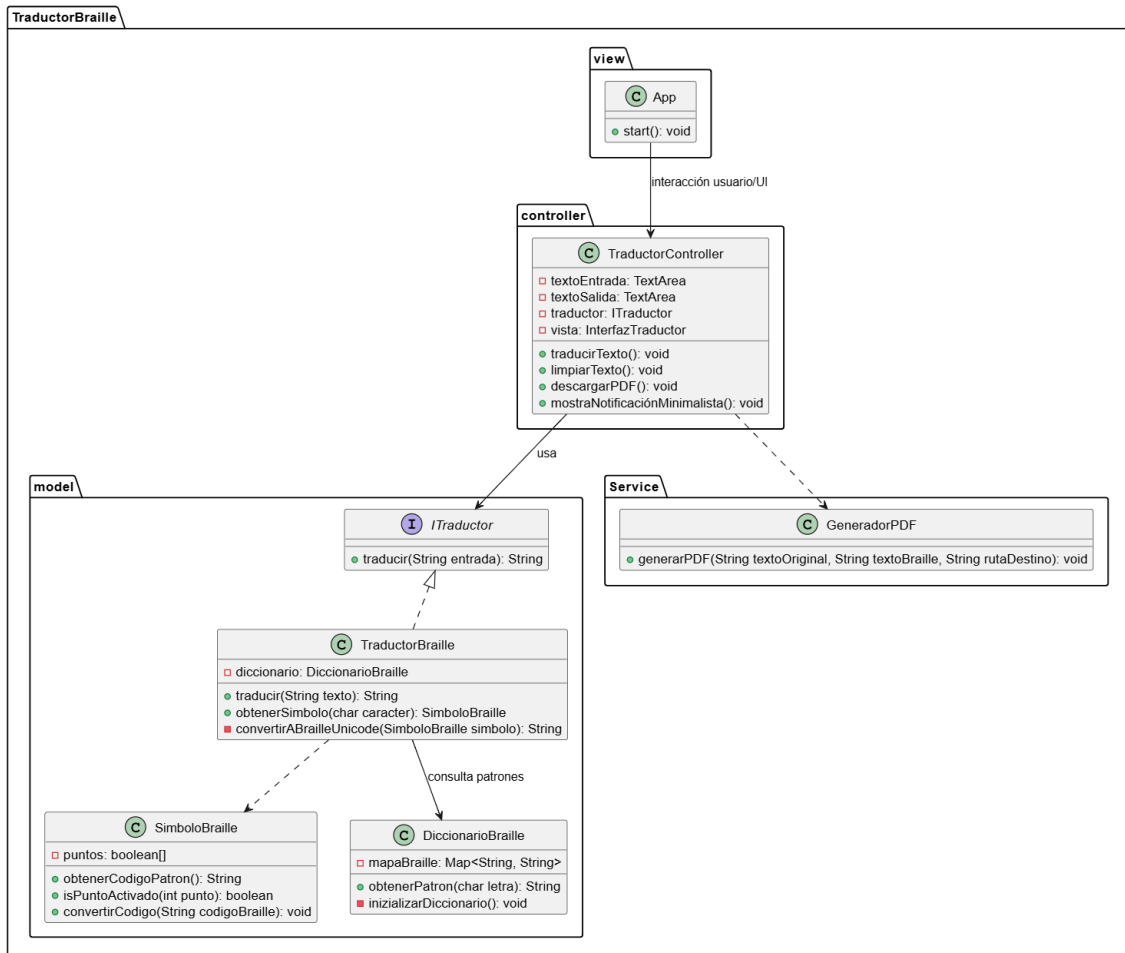 TraductorBraille
view
C App
+ start(): void
interacción usuario/UI
controller
C TraductorController
textoEntrada: TextArea
textoSalida: TextArea
traductor: ITraductor
vista: InterfazTraductor
traducirTexto(): void
limpiarTexto(): void
descargarPDF(): void
mostraNotificaciónMinimalista(): void
usa
model
I ITraductor
traducir(String entrada): String
Service
C GeneradorPDF
generarPDF(String textoOriginal, String textoBraille, String rutaDestino): void
C TraductorBraille
diccionario: DiccionarioBraille
traducir(String texto): String
obtenerSimbolo(char caracter): SimboloBraille
convertirABrailleUnicode(SimboloBraille simbolo): String
consulta patrones
C SimboloBraille
puntos: boolean[]
obtenerCodigoPatron(): String
isPuntoActivado(int punto): boolean
convertirCodigo(String codigoBraille): void
C DiccionarioBraille
mapaBraille: Map<String, String>
obtenerPatron(char letra): String
inizializarDiccionario(): void